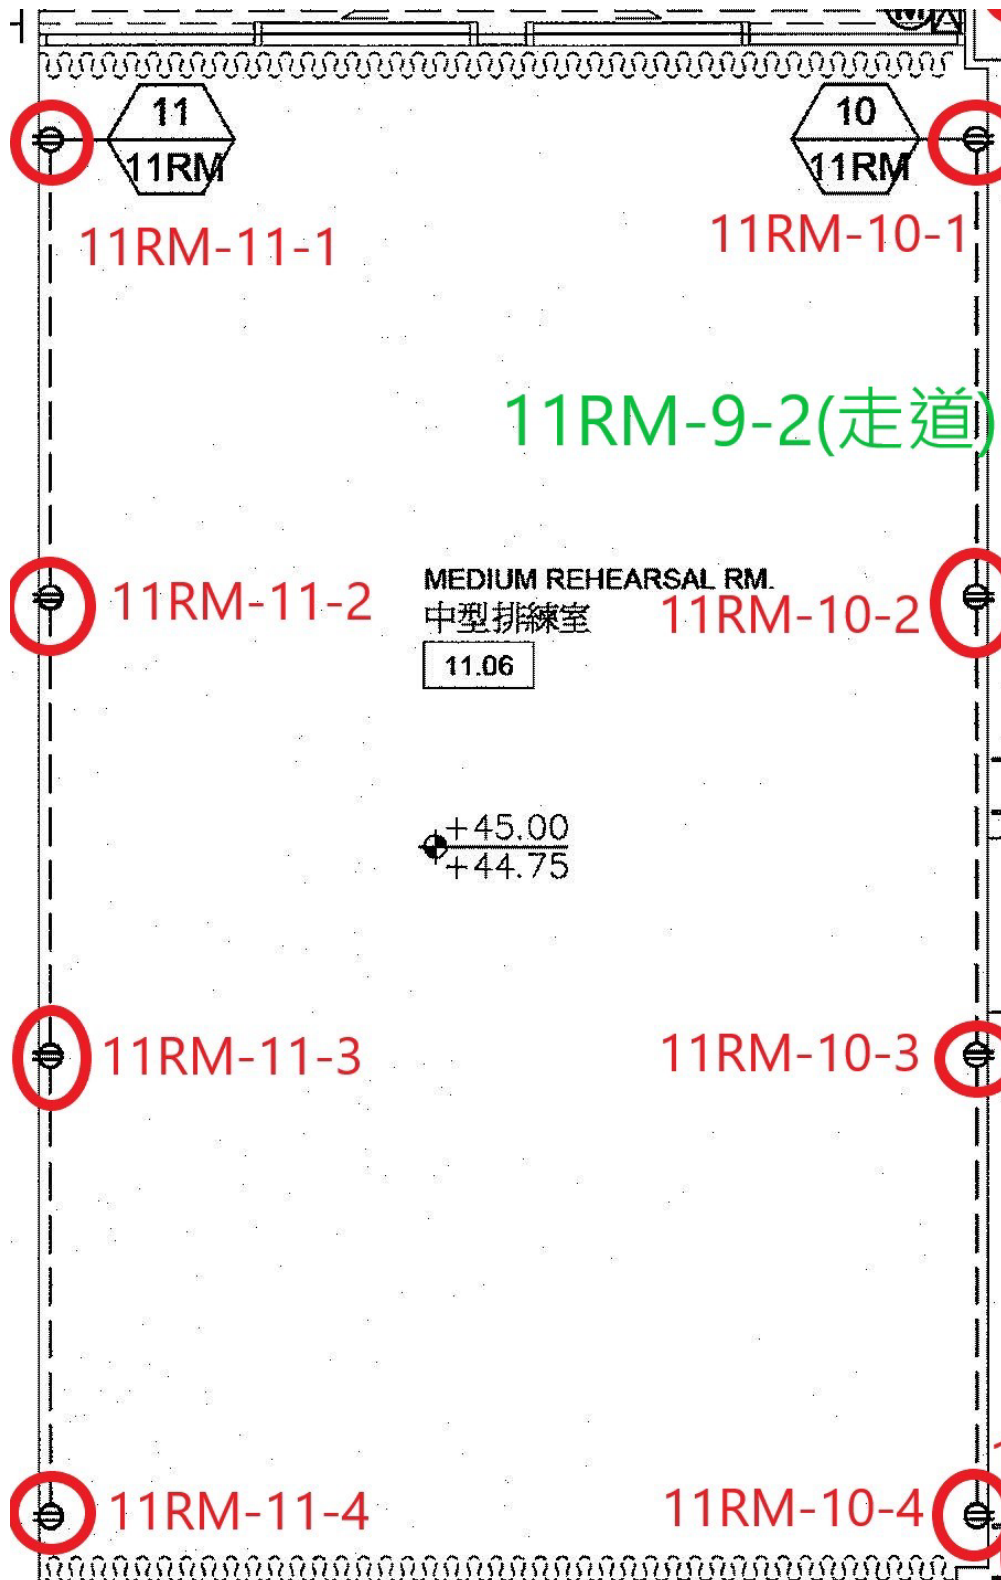 11
11RM
10
11RM
11RM-11-1
11RM-10-1
11RM-9-2(走道)
11RM-11-2
MEDIUM REHEARSAL RM.
中型排練室
11RM-10-2
11.06
+45.00
+44.75
11RM-11-3
11RM-10-3
11RM-11-4
11RM-10-4